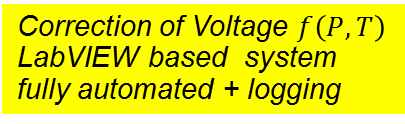 Correction of Voltage f(P,T)
LabVIEW based system
fully automated + logging